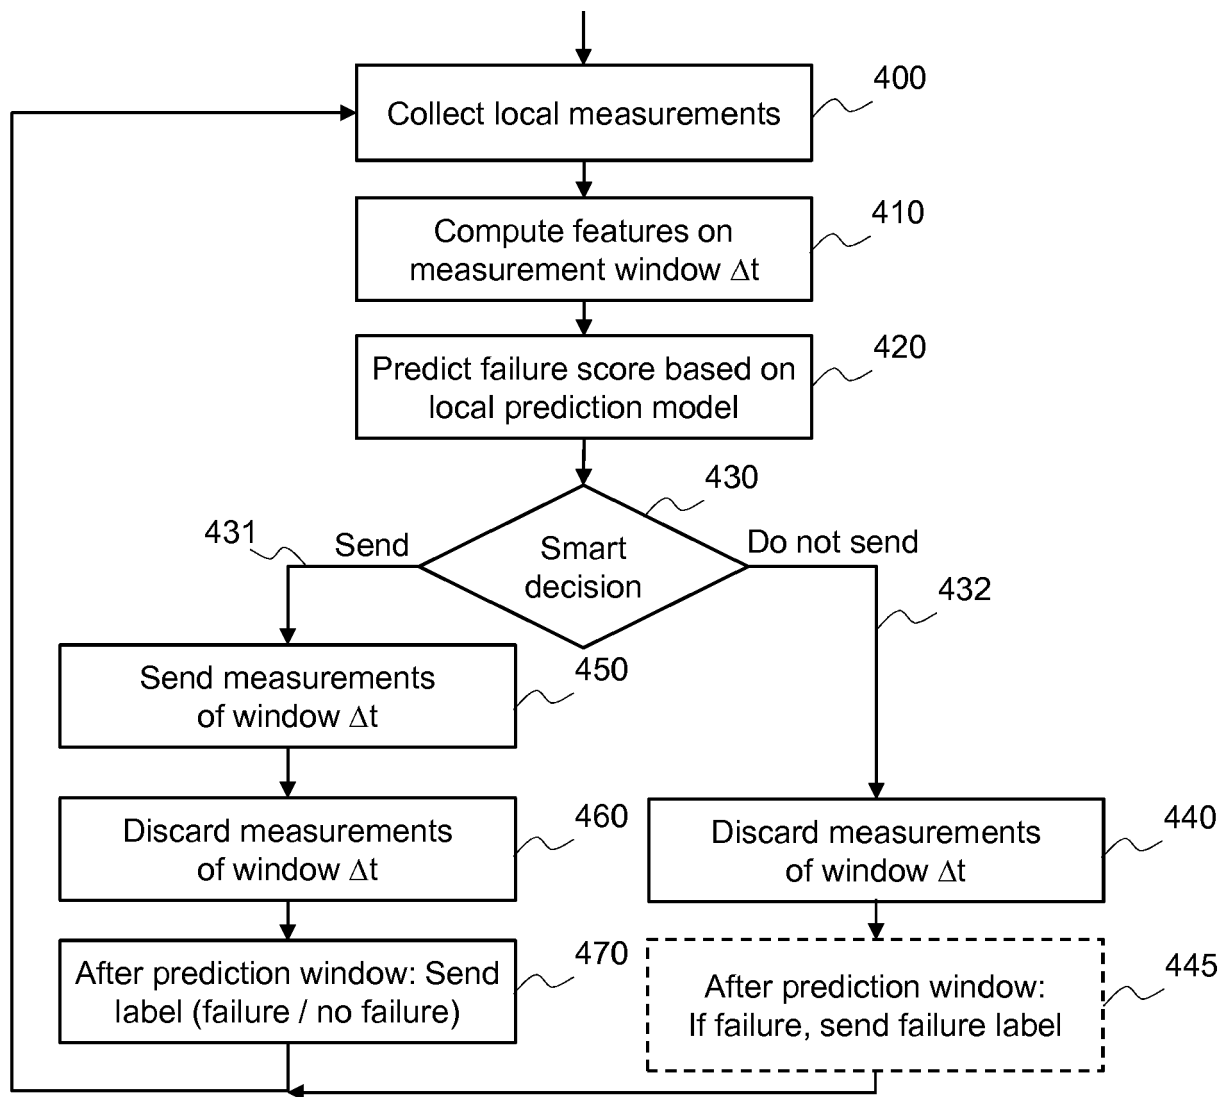 400
Collect local measurements
410
Compute features on
measurement window Δt
420
Predict failure score based on
local prediction model
430
431
Send
Smart
decision
Do not send
432
450
Send measurements
of window Δt
460
Discard measurements
of window Δt
440
Discard measurements
of window Δt
470
After prediction window: Send
label (failure / no failure)
445
After prediction window:
If failure, send failure label